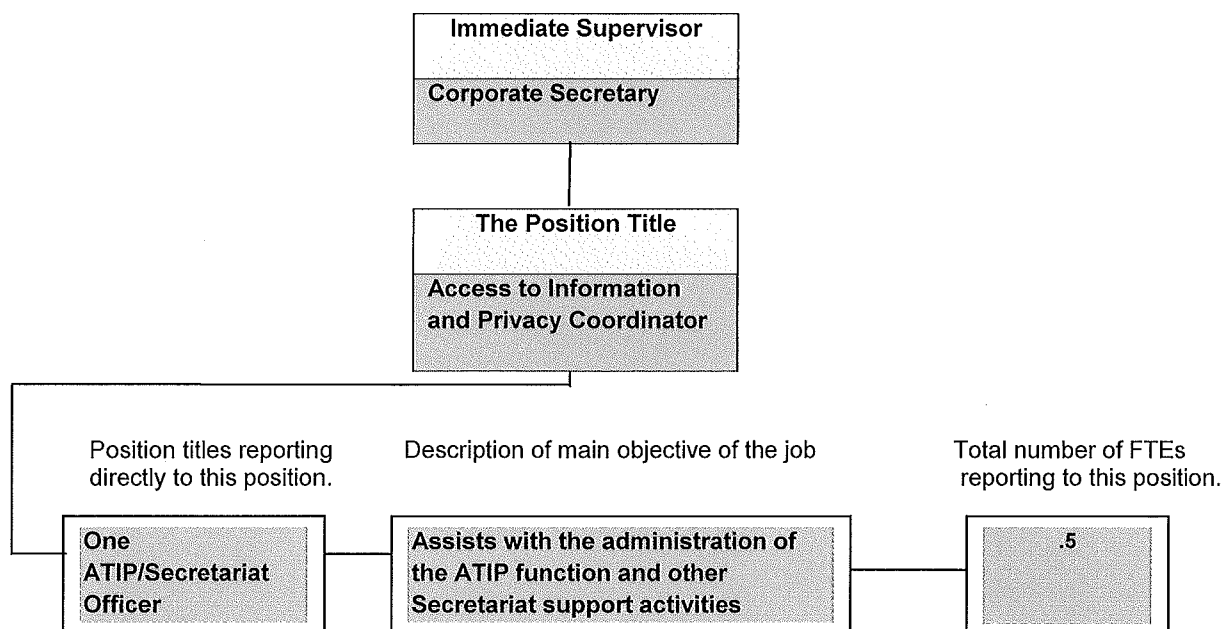 Immediate Supervisor
Corporate Secretary
The Position Title
Access to Information
and Privacy Coordinator
Position titles reporting
directly to this position.
Description of main objective of the job
Total number of FTEs
reporting to this position.
One
ATIP/Secretariat
Officer
Assists with the administration of
the ATIP function and other
Secretariat support activities
.5